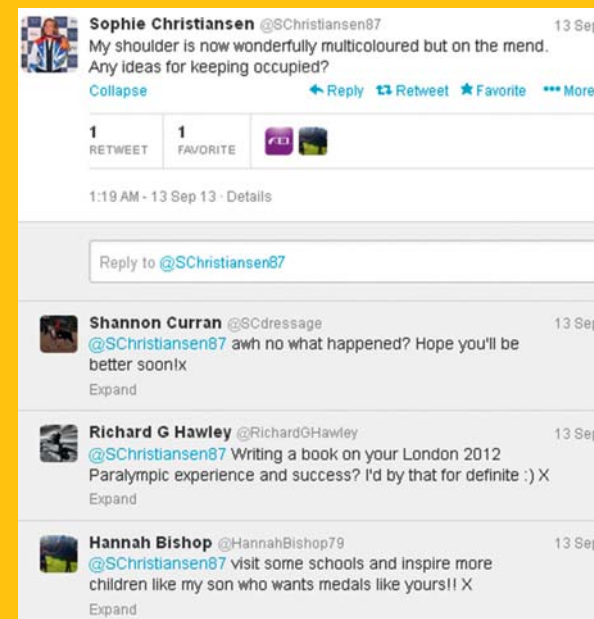 Sophie Christiansen @SChristiansen87 13 Sep
My shoulder is now wonderfully multicoloured but on the mend.
Any ideas for keeping occupied?
Collapse Reply Retweet Favorite More
1 1
RETWEET FAVORITE
1:19 AM - 13 Sep 13 · Details
Reply to @SChristiansen87
Shannon Curran @SCdressage 13 Sep
@SChristiansen87 awh no what happened? Hope you'll be
better soon!x
Expand
Richard G Hawley @RichardGHawley 13 Sep
@SChristiansen87 Writing a book on your London 2012
Paralympic experience and success? I'd by that for definite :) X
Expand
Hannah Bishop @HannahBishop79 13 Sep
@SChristiansen87 visit some schools and inspire more
children like my son who wants medals like yours!! X
Expand